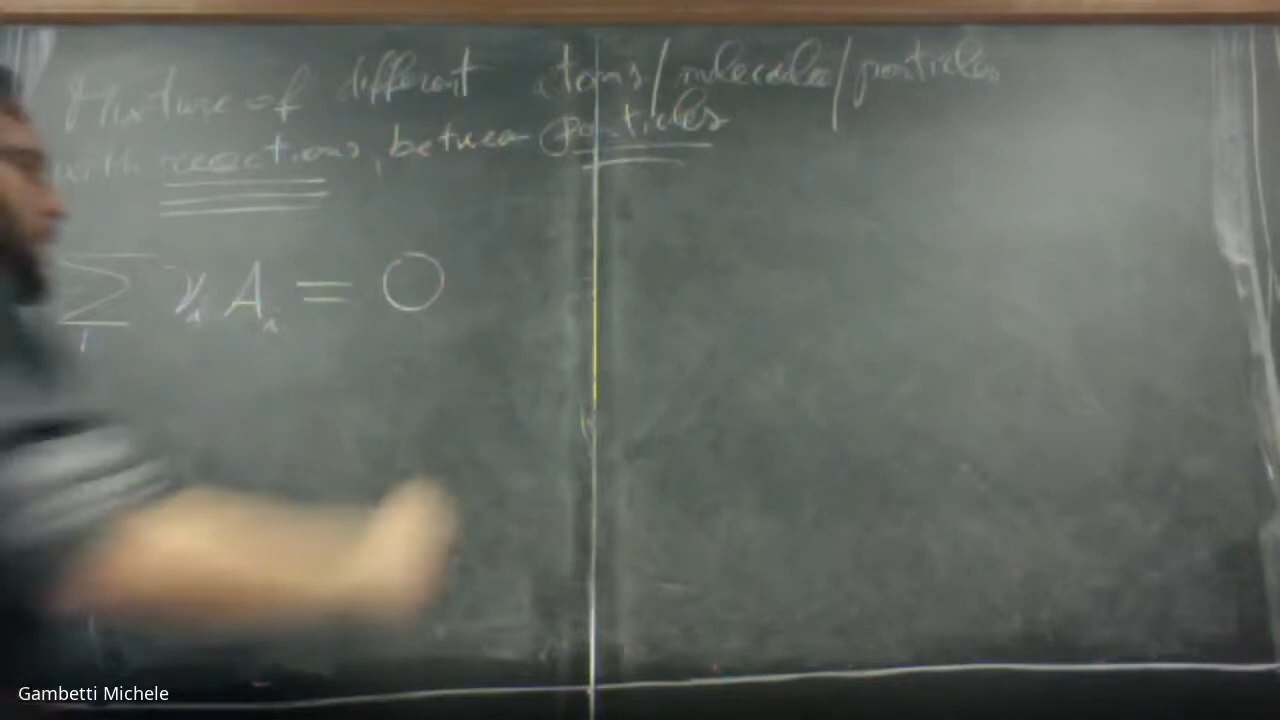 Mixture of different atoms/molecules/particles
with reactions, between particles
∑ᵢ νᵢ Aᵢ = 0
Gambetti Michele